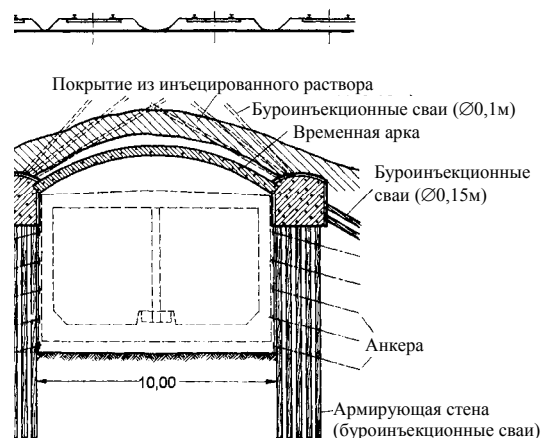 Покрытие из инъецированного раствора
Буроинъекционные сваи (∅0,1м)
Временная арка
Буроинъекционные
сваи (∅0,15м)
Анкера
10,00
Армирующая стена
(буроинъекционные сваи)